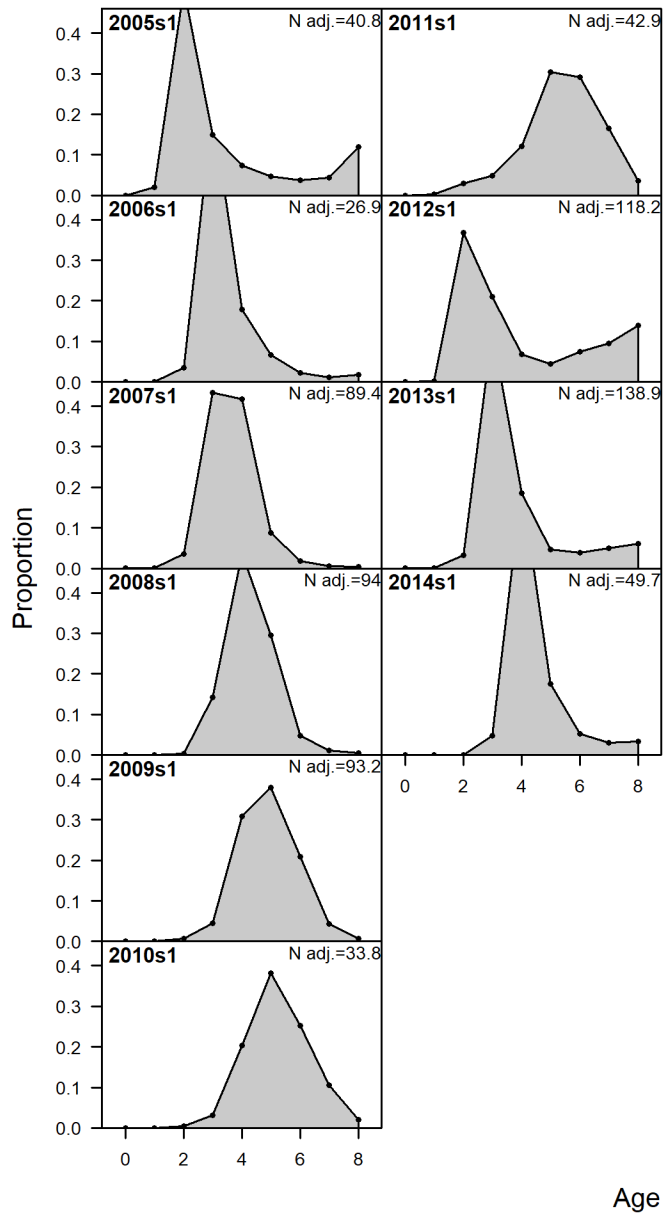 2005s1 N adj.=40.8
0.4
0.3
0.2
0.1
0.0
2006s1 N adj.=26.9
0.4
0.3
0.2
0.1
0.0
2007s1 N adj.=89.4
0.4
0.3
0.2
0.1
0.0
2008s1 N adj.=94
0.4
0.3
0.2
0.1
0.0
2009s1 N adj.=93.2
0.4
0.3
0.2
0.1
0.0
2010s1 N adj.=33.8
0.4
0.3
0.2
0.1
0.0
0 2 4 6 8
2011s1 N adj.=42.9
2012s1 N adj.=118.2
2013s1 N adj.=138.9
2014s1 N adj.=49.7
0 2 4 6 8
Proportion
Age